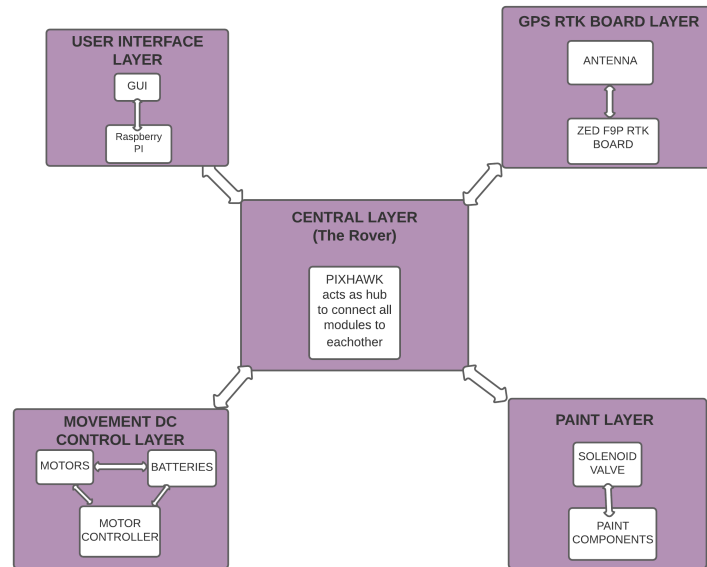 USER INTERFACE
LAYER
GUI
Raspberry
PI
GPS RTK BOARD LAYER
ANTENNA
ZED F9P RTK
BOARD
CENTRAL LAYER
(The Rover)
PIXHAWK
acts as hub
to connect all
modules to
eachother
MOVEMENT DC
CONTROL LAYER
MOTORS
BATTERIES
MOTOR
CONTROLLER
PAINT LAYER
SOLENOID
VALVE
PAINT
COMPONENTS